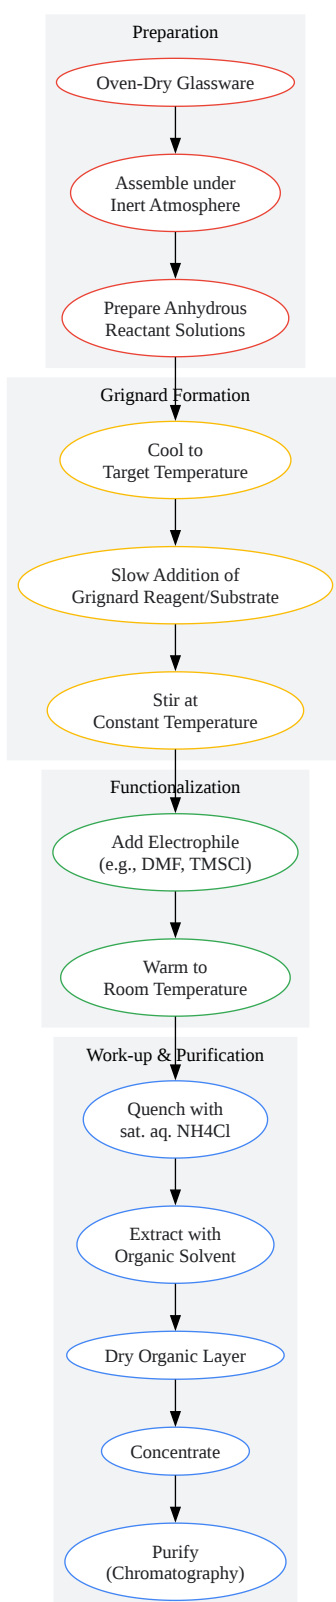 Preparation
Oven-Dry Glassware
Assemble under
Inert Atmosphere
Prepare Anhydrous
Reactant Solutions
Grignard Formation
Cool to
Target Temperature
Slow Addition of
Grignard Reagent/Substrate
Stir at
Constant Temperature
Functionalization
Add Electrophile
(e.g., DMF, TMSCl)
Warm to
Room Temperature
Work-up & Purification
Quench with
sat. aq. NH4Cl
Extract with
Organic Solvent
Dry Organic Layer
Concentrate
Purify
(Chromatography)